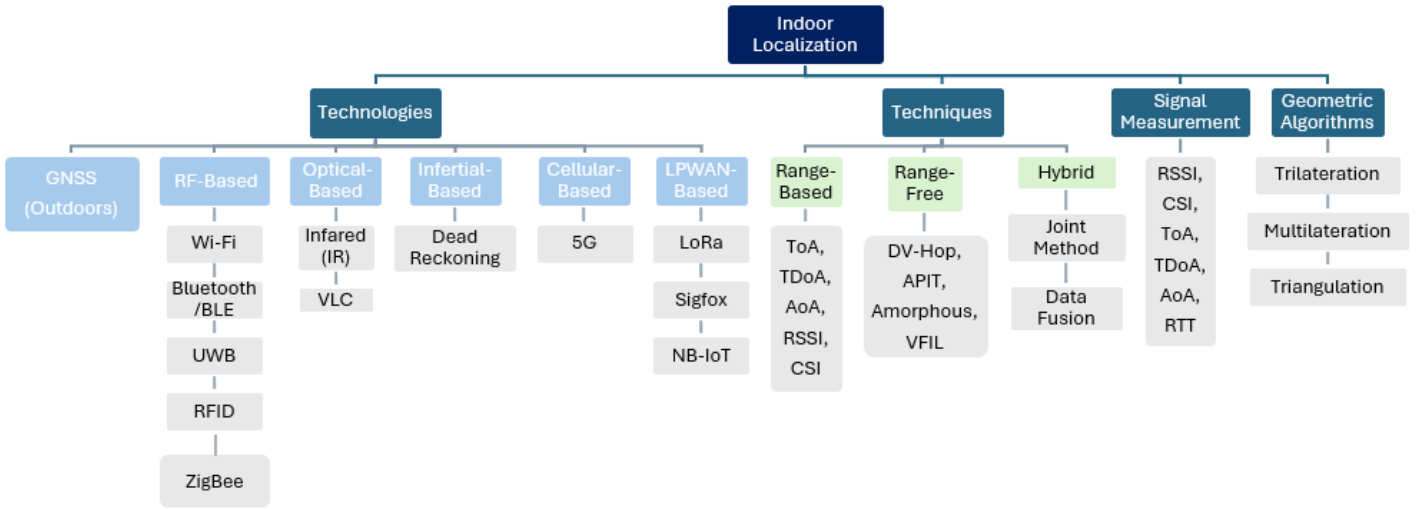 Indoor
Localization
Technologies
Techniques
Signal
Measurement
Geometric
Algorithms
GNSS
(Outdoors)
RF-Based
Optical-
Based
Infertial-
Based
Cellular-
Based
LPWAN-
Based
Range-
Based
Range-
Free
Hybrid
Wi-Fi
Bluetooth
/BLE
UWB
RFID
ZigBee
Infared
(IR)
VLC
Dead
Reckoning
5G
LoRa
Sigfox
NB-IoT
ToA,
TDoA,
AoA,
RSSI,
CSI
DV-Hop,
APIT,
Amorphous,
VFIL
Joint
Method
Data
Fusion
RSSI,
CSI,
ToA,
TDoA,
AoA,
RTT
Trilateration
Multilateration
Triangulation